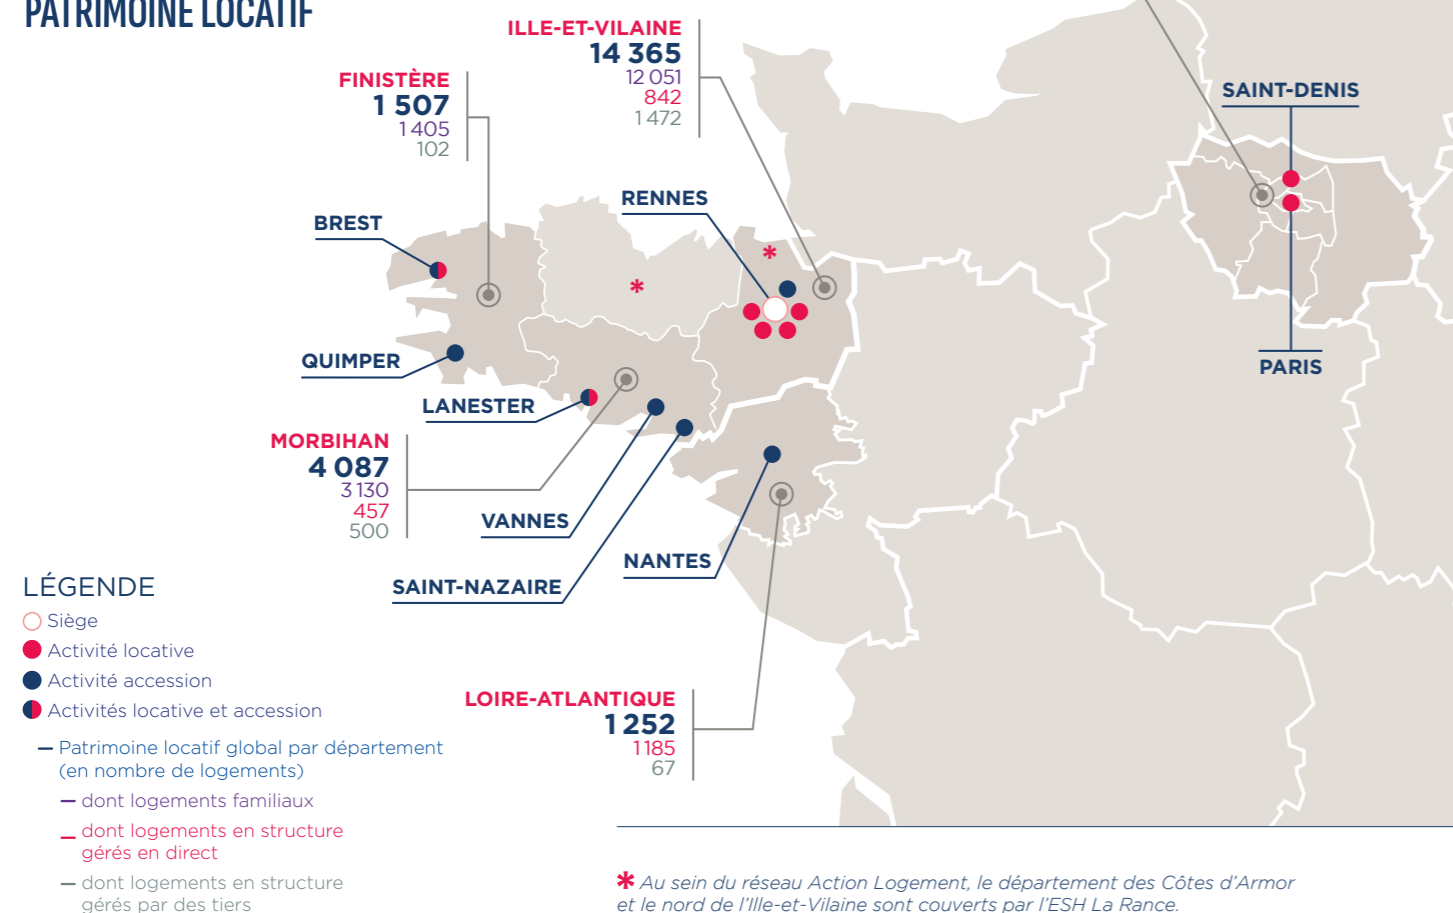 PATRIMOINE LOCATIF
ILLE-ET-VILAINE
14 365
12 051
842
1 472
FINISTÈRE
1 507
1 405
102
SAINT-DENIS
RENNES
BREST
*
*
QUIMPER
PARIS
LANESTER
MORBIHAN
4 087
3 130
457
500
VANNES
NANTES
SAINT-NAZAIRE
LÉGENDE
Siège
Activité locative
Activité accession
Activités locative et accession
— Patrimoine locatif global par département
(en nombre de logements)
— dont logements familiaux
— dont logements en structure
gérés en direct
— dont logements en structure
gérés par des tiers
LOIRE-ATLANTIQUE
1 252
1 185
67
* Au sein du réseau Action Logement, le département des Côtes d'Armor
et le nord de l'Ille-et-Vilaine sont couverts par l'ESH La Rance.